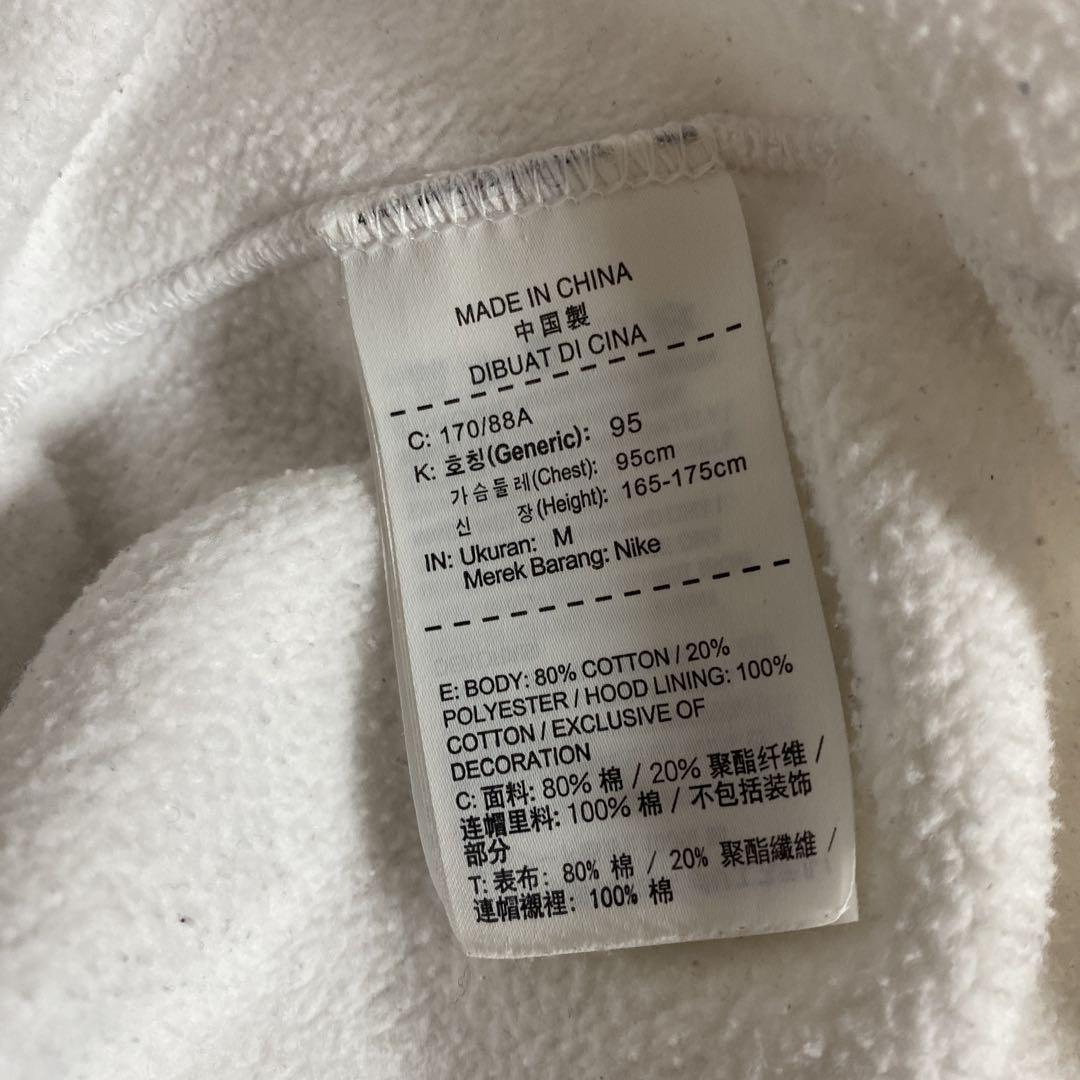 MADE IN CHINA
中国製
DIBUAT DI CINA
C: 170/88A
K: 호칭(Generic): 95
가슴둘레(Chest): 95cm
신 장(Height): 165-175cm
IN: Ukuran: M
Merek Barang: Nike
E: BODY: 80% COTTON / 20%
POLYESTER / HOOD LINING: 100%
COTTON / EXCLUSIVE OF
DECORATION
C: 面料: 80% 棉 / 20% 聚酯纤维 /
连帽里料: 100% 棉 / 不包括装饰
部分
T: 表布: 80% 棉 / 20% 聚酯纖維 /
連帽襯裡: 100% 棉